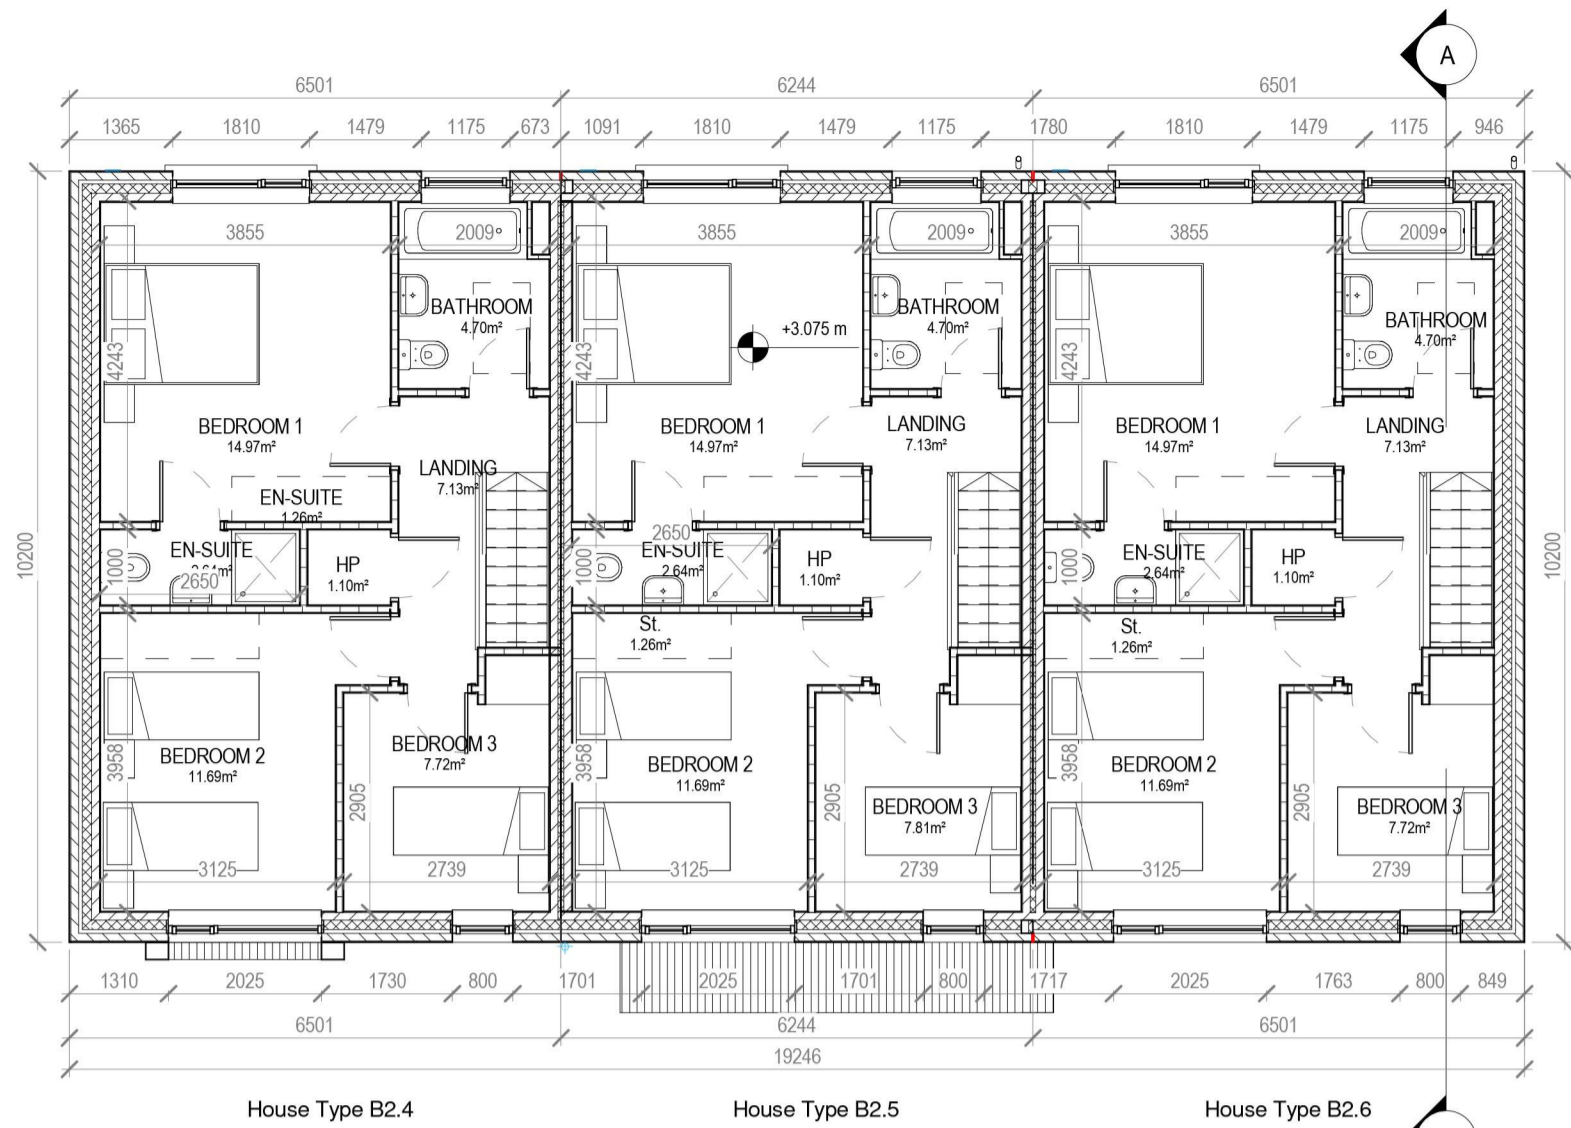 A
6501 6244 6501
1365 1810 1479 1175 673 1091 1810 1479 1175 1780 1810 1479 1175 946
3855 2009 3855 2009 3855 2009
BATHROOM
4.70m²
BATHROOM
4.70m²
BATHROOM
4.70m²
+3.075 m
4243 4243 4243
BEDROOM 1
14.97m²
BEDROOM 1
14.97m²
BEDROOM 1
14.97m²
LANDING
7.13m²
LANDING
7.13m²
LANDING
7.13m²
EN-SUITE
1.26m²
EN-SUITE
2.64m²
2650
EN-SUITE
2.64m²
2650
EN-SUITE
2.64m²
HP
1.10m²
HP
1.10m²
HP
1.10m²
1000 1000 1000
10200 10200
St.
1.26m²
St.
1.26m²
BEDROOM 2
11.69m²
BEDROOM 3
7.72m²
BEDROOM 2
11.69m²
BEDROOM 3
7.81m²
BEDROOM 2
11.69m²
BEDROOM 3
7.72m²
3958 3958 3958
2905 2905 2905
3125 2739 3125 2739 3125 2739
1310 2025 1730 800 1701 2025 1701 800 1717 2025 1763 800 849
6501 6244 6501
19246
House Type B2.4 House Type B2.5 House Type B2.6